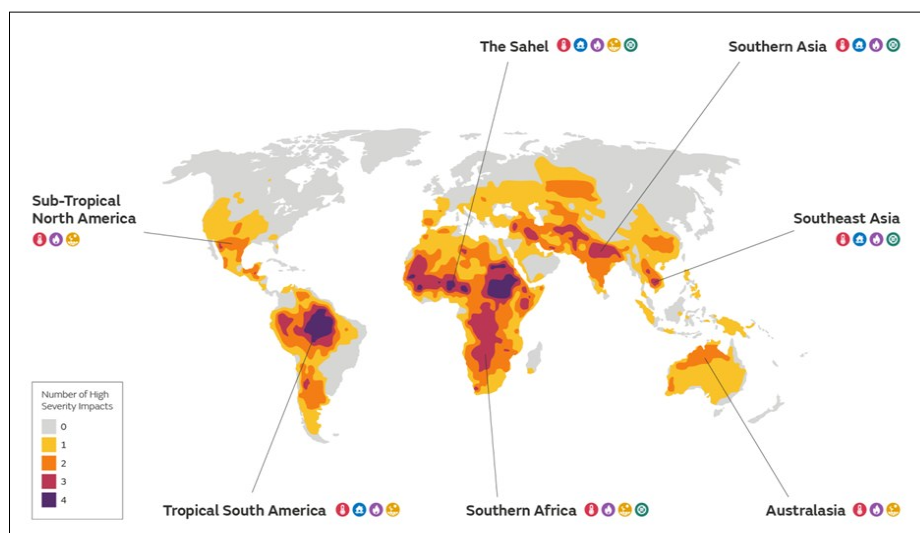 The Sahel
Southern Asia
Sub-Tropical
North America
Southeast Asia
Number of High
Severity Impacts
0
1
2
3
4
Tropical South America
Southern Africa
Australasia